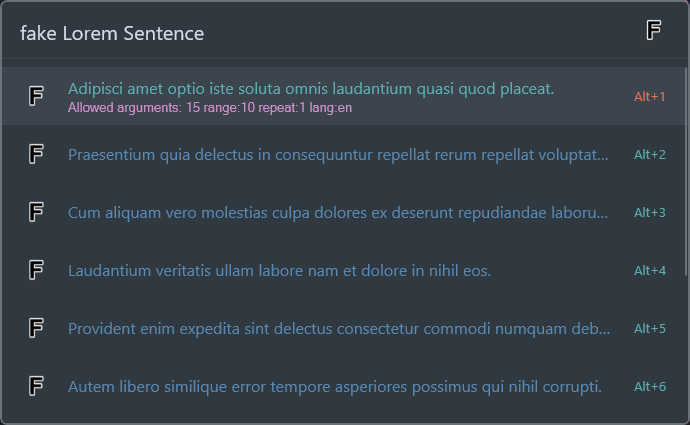 fake Lorem Sentence
F
F
Adipisci amet optio iste soluta omnis laudantium quasi quod placeat.
Alt+1
Allowed arguments: 15 range:10 repeat:1 lang:en
F
Praesentium quia delectus in consequuntur repellat rerum repellat voluptat...
Alt+2
F
Cum aliquam vero molestias culpa dolores ex deserunt repudiandae laboru...
Alt+3
F
Laudantium veritatis ullam labore nam et dolore in nihil eos.
Alt+4
F
Provident enim expedita sint delectus consectetur commodi numquam deb...
Alt+5
F
Autem libero similique error tempore asperiores possimus qui nihil corrupti.
Alt+6